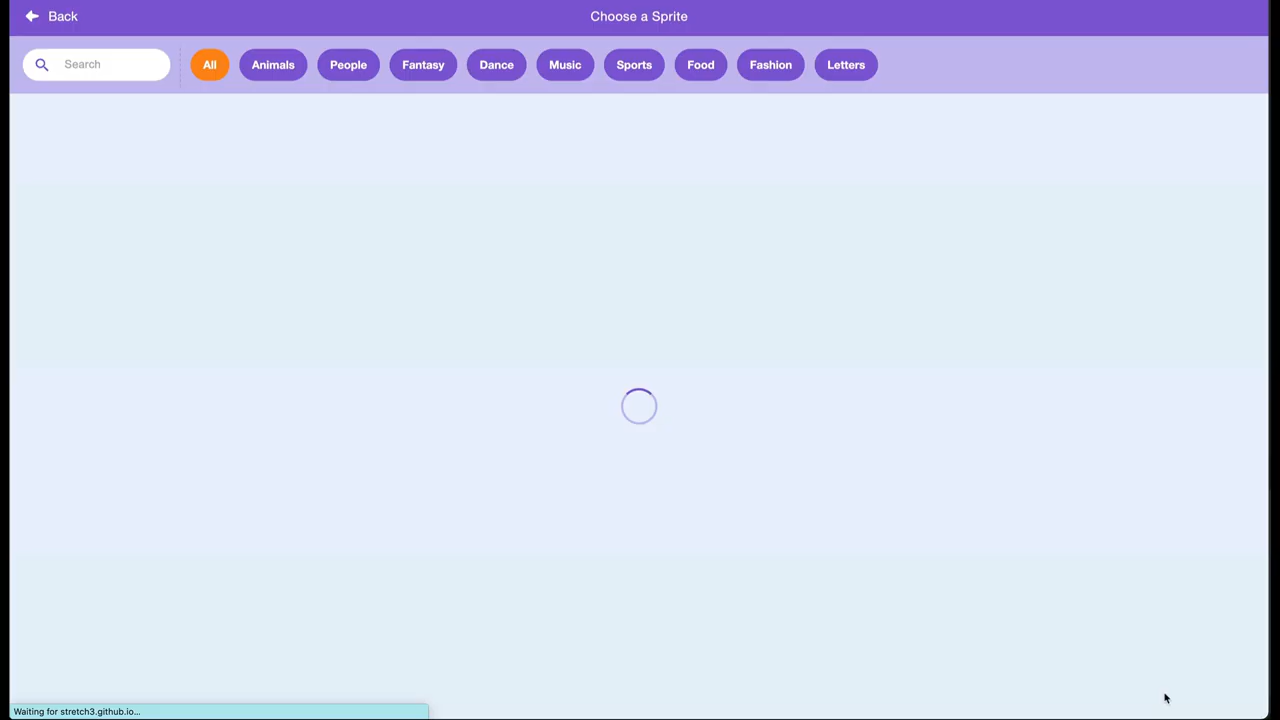 Back
Choose a Sprite
Search
All
Animals
People
Fantasy
Dance
Music
Sports
Food
Fashion
Letters
Waiting for stretch3.github.io...